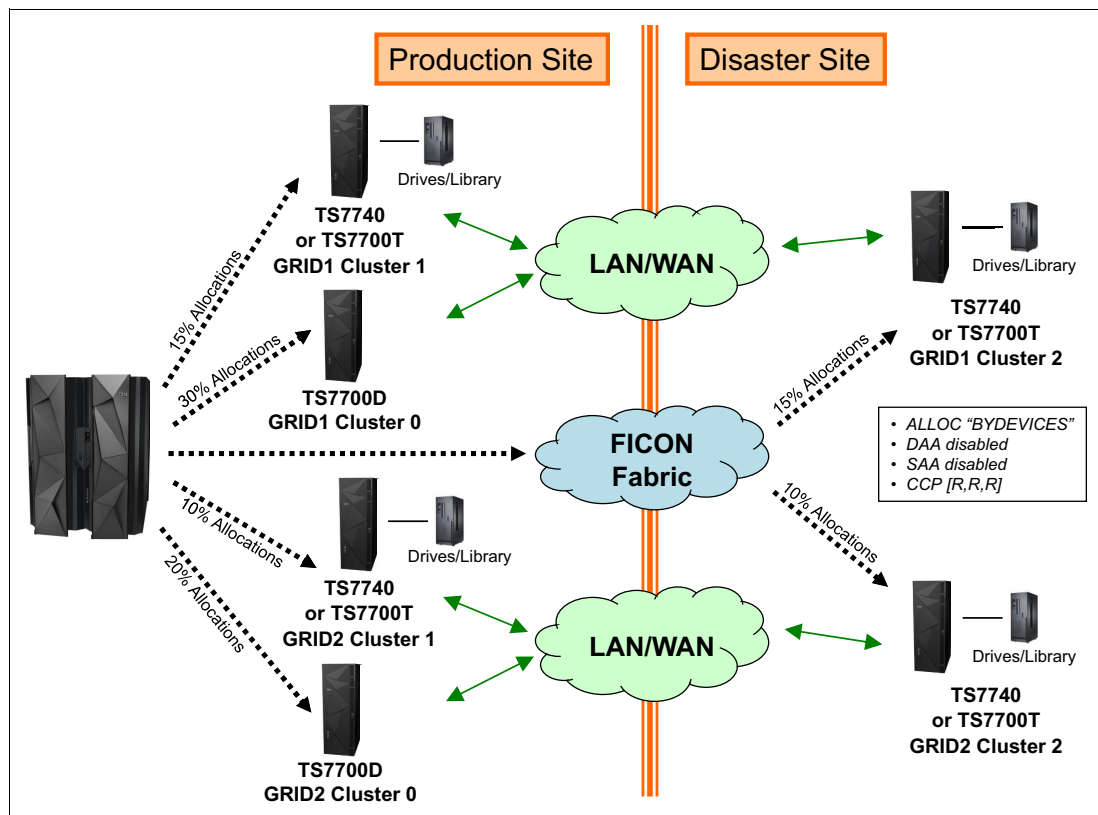 Production Site
Disaster Site
Drives/Library
TS7740
or TS7700T
GRID1 Cluster 1
15% Allocations
LAN/WAN
Drives/Library
TS7740
or TS7700T
GRID1 Cluster 2
30% Allocations
TS7700D
GRID1 Cluster 0
15% Allocations
FICON
Fabric
• ALLOC “BYDEVICES”
• DAA disabled
• SAA disabled
• CCP [R,R,R]
10% Allocations
10% Allocations
Drives/Library
TS7740
or TS7700T
GRID2 Cluster 1
20% Allocations
LAN/WAN
Drives/Library
TS7740
or TS7700T
GRID2 Cluster 2
TS7700D
GRID2 Cluster 0